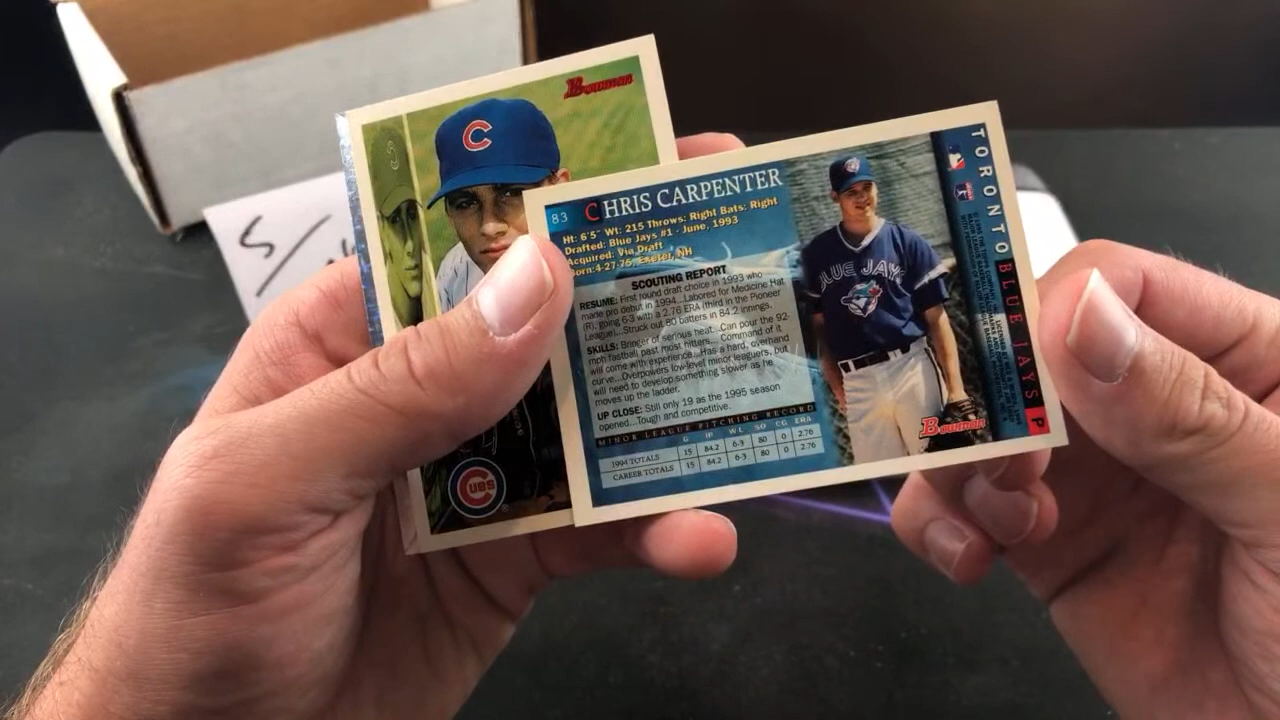 Bowman
C
CUBS
S/
83 CHRIS CARPENTER
Ht: 6'5" Wt: 215 Throws: Right Bats: Right
Drafted: Blue Jays #1 - June, 1993
Acquired: Via Draft
Born: 4-27-75, Exeter, NH
SCOUTING REPORT
RESUME: First round draft choice in 1993 who
made pro debut in 1994...Labored for Medicine Hat
(R), going 6-3 with a 2.76 ERA (third in the Pioneer
League)...Struck out 80 batters in 84.2 innings.
SKILLS: Bringer of serious heat...Can pour the 92-
mph fastball past most hitters...Command of it
will come with experience...Has a hard, overhand
curve...Overpowers low-level minor leaguers, but
will need to develop something slower as he
moves up the ladder.
UP CLOSE: Still only 19 as the 1995 season
opened...Tough and competitive.
MINOR LEAGUE PITCHING RECORD
G IP WL SO CG ERA
1994 TOTALS 15 84.2 6-3 80 0 2.76
CAREER TOTALS 15 84.2 6-3 80 0 2.76
BLUE JAYS
Bowman
TORONTO BLUE JAYS P